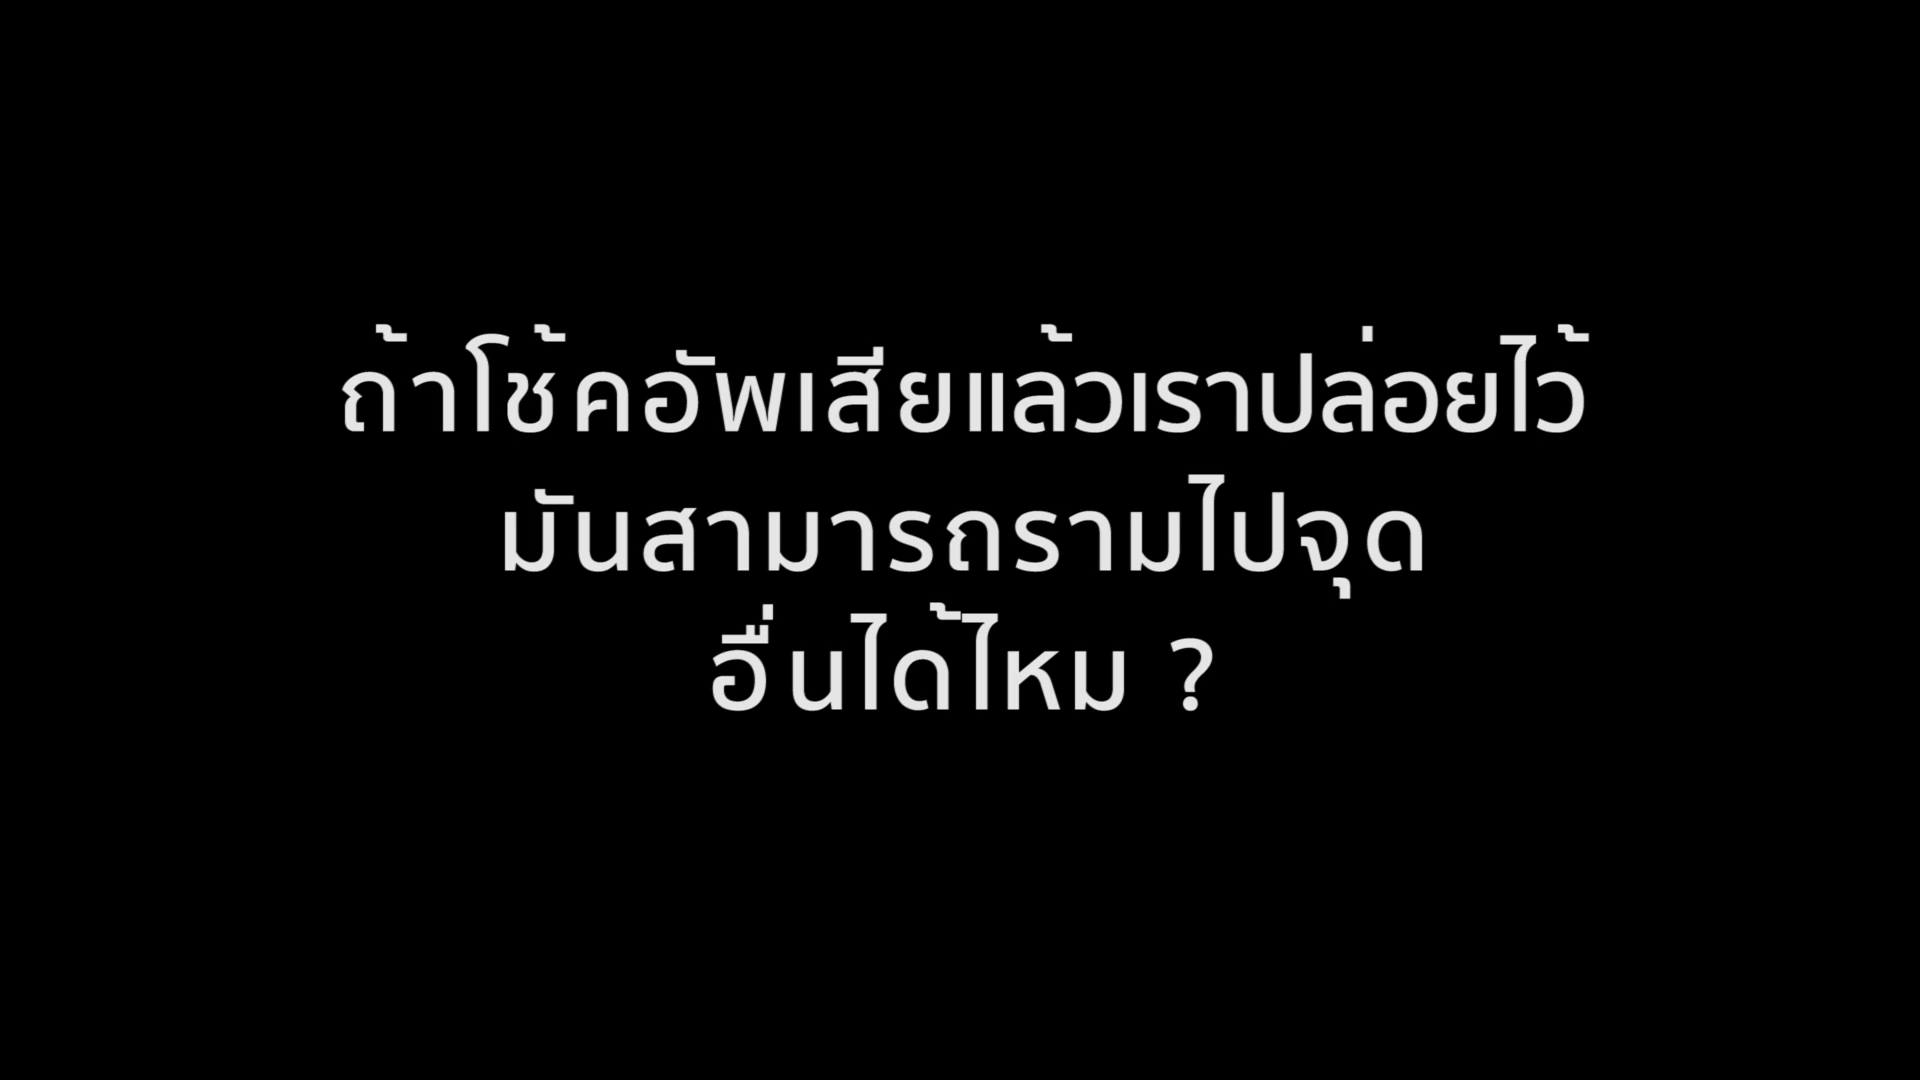 ถ้าโช้คอัพเสียแล้วเราปล่อยไว้
มันสามารถรามไปจุด
อื่นได้ไหม ?